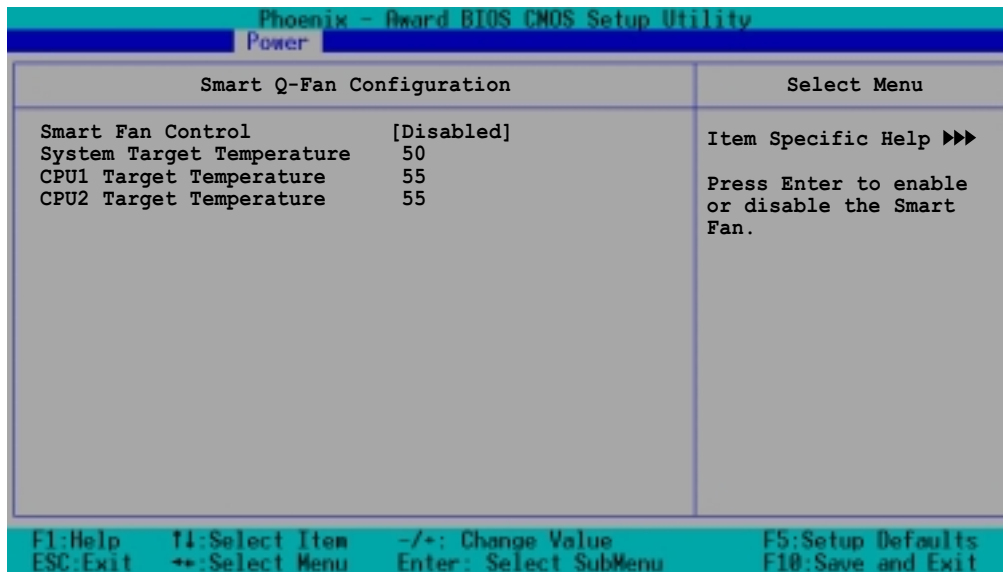 Phoenix - Award BIOS CMOS Setup Utility
Power
Smart Q-Fan Configuration
Select Menu
Smart Fan Control [Disabled]
System Target Temperature 50
CPU1 Target Temperature 55
CPU2 Target Temperature 55
Item Specific Help ▶▶▶
Press Enter to enable
or disable the Smart
Fan.
F1:Help ↑↓:Select Item -/+: Change Value F5:Setup Defaults
ESC:Exit →←:Select Menu Enter: Select SubMenu F10:Save and Exit